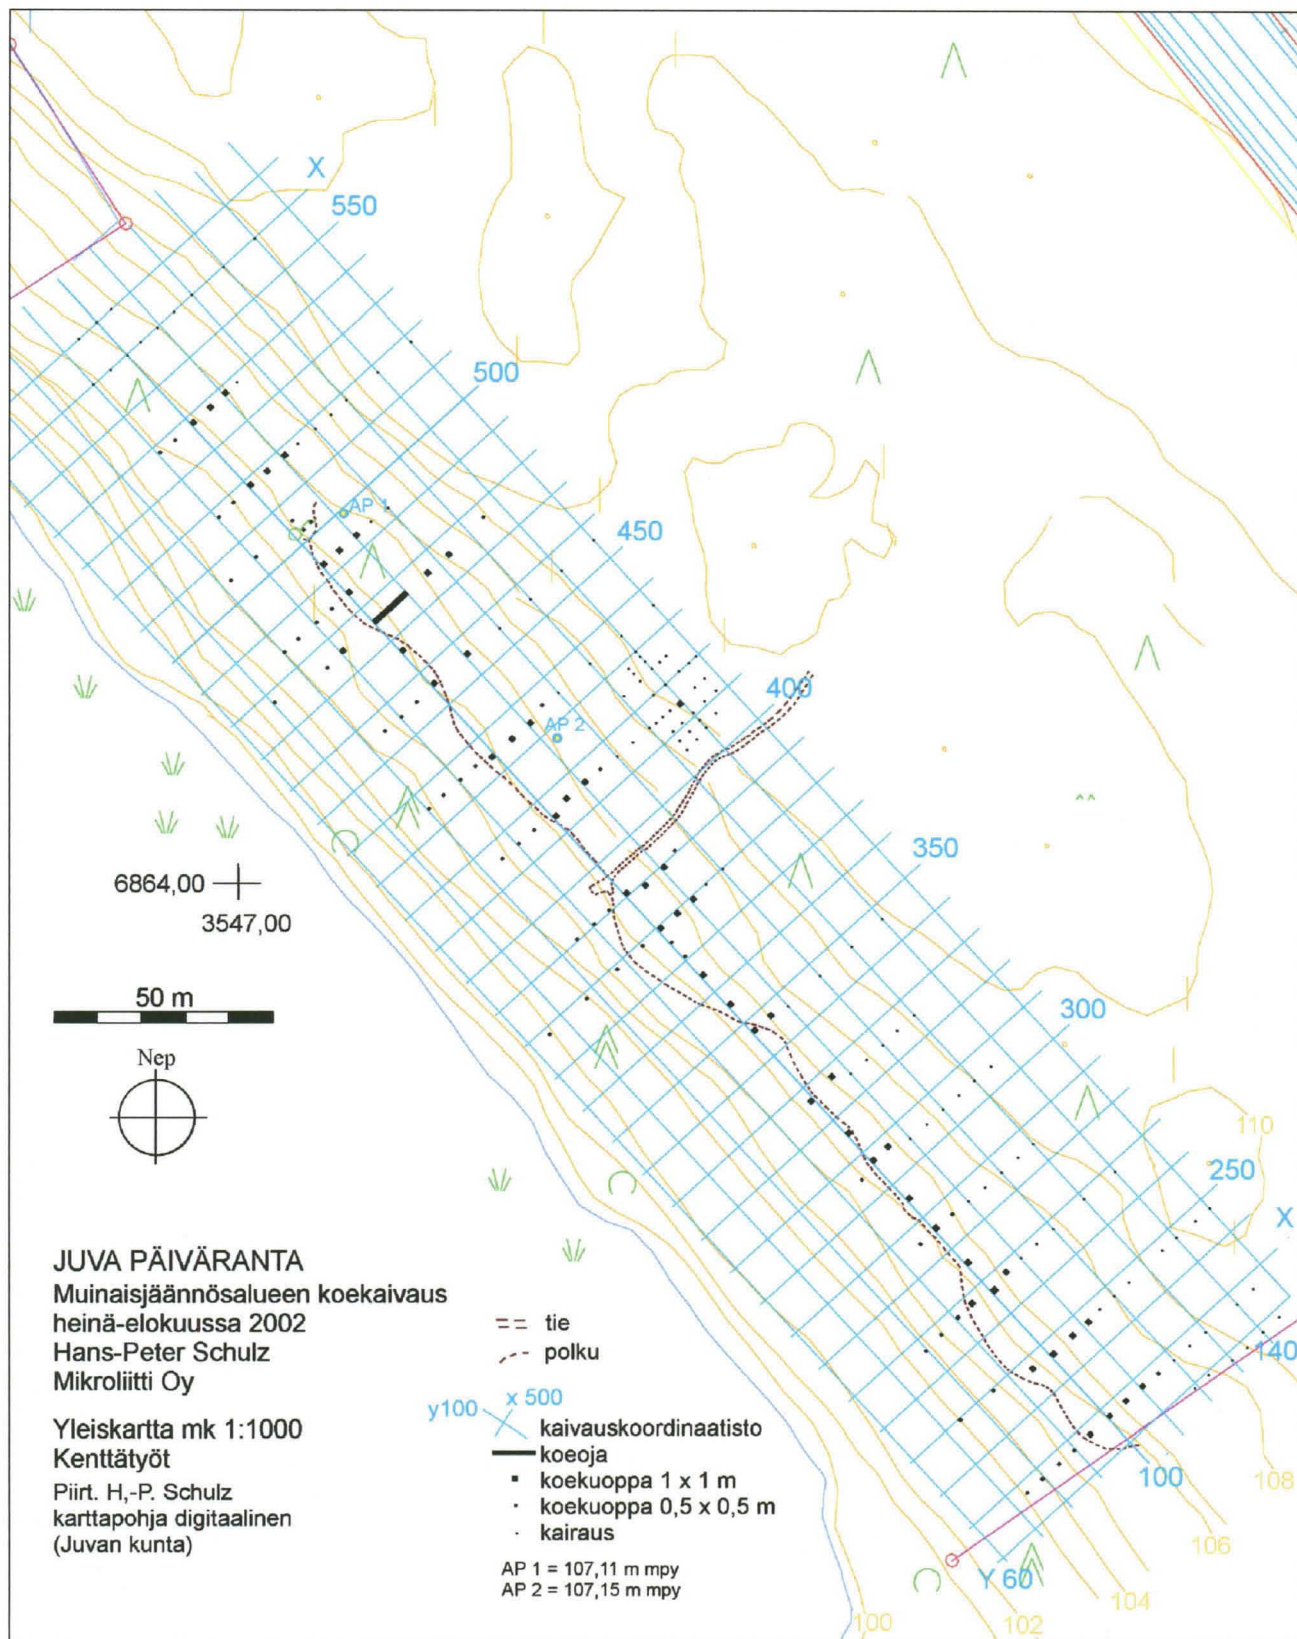 X
550
500
AP 1
450
400
AP 2
350
6864,00
3547,00
300
50 m
Nep
110
250
X
JUVA PÄIVÄRANTA
Muinaisjäännösalueen koekaivaus
heinä-elokuussa 2002
Hans-Peter Schulz
Mikroliitti Oy
Yleiskartta mk 1:1000
Kenttätyöt
Piirt. H,-P. Schulz
karttapohja digitaalinen
(Juvan kunta)
tie
polku
y100 x 500
kaivauskoordinaatisto
koeoja
koekuoppa 1 x 1 m
koekuoppa 0,5 x 0,5 m
kairaus
AP 1 = 107,11 m mpy
AP 2 = 107,15 m mpy
140
100
108
106
Y 60
104
102
100